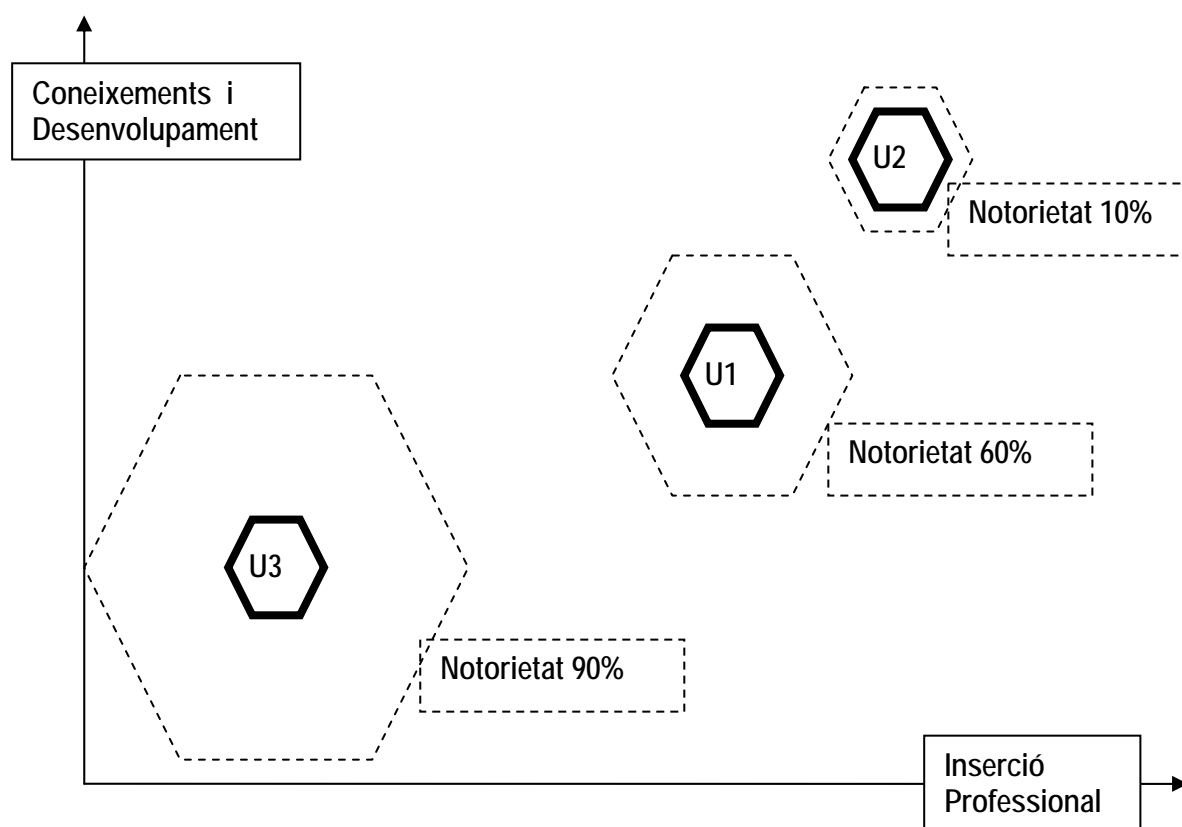 Coneixements i
Desenvolupament
U2
Notorietat 10%
U1
Notorietat 60%
U3
Notorietat 90%
Inserció
Professional